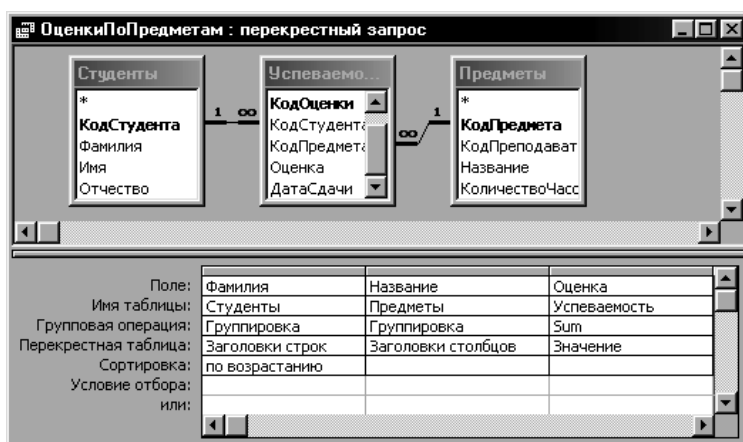 ОценкиПоПредметам : перекрестный запрос
Студенты Успеваемо... Предметы
*
КодСтудента
Фамилия
Имя
Отчество
1 ∞
КодОценки
КодСтудента
КодПредмета
Оценка
ДатаСдачи
∞ 1
*
КодПредмета
КодПреподават
Название
КоличествоЧасс
Поле: Фамилия Название Оценка
Имя таблицы: Студенты Предметы Успеваемость
Групповая операция: Группировка Группировка Sum
Перекрестная таблица: Заголовки строк Заголовки столбцов Значение
Сортировка: по возрастанию
Условие отбора:
или: